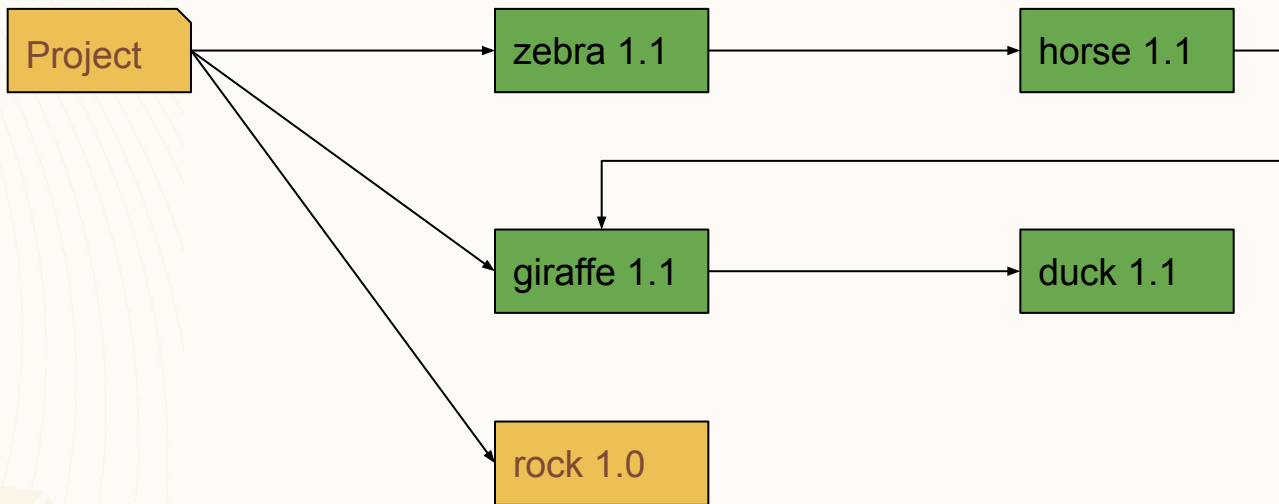 Project
zebra 1.1
horse 1.1
giraffe 1.1
duck 1.1
rock 1.0